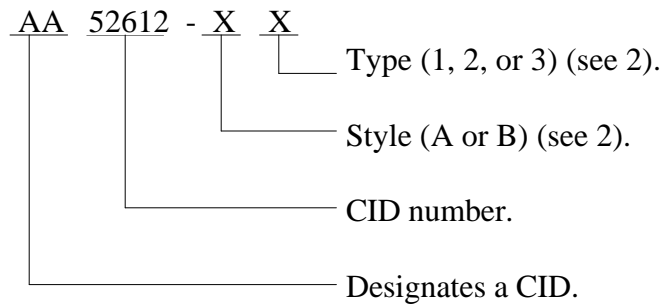 AA 52612 - X X
Type (1, 2, or 3) (see 2).
Style (A or B) (see 2).
CID number.
Designates a CID.